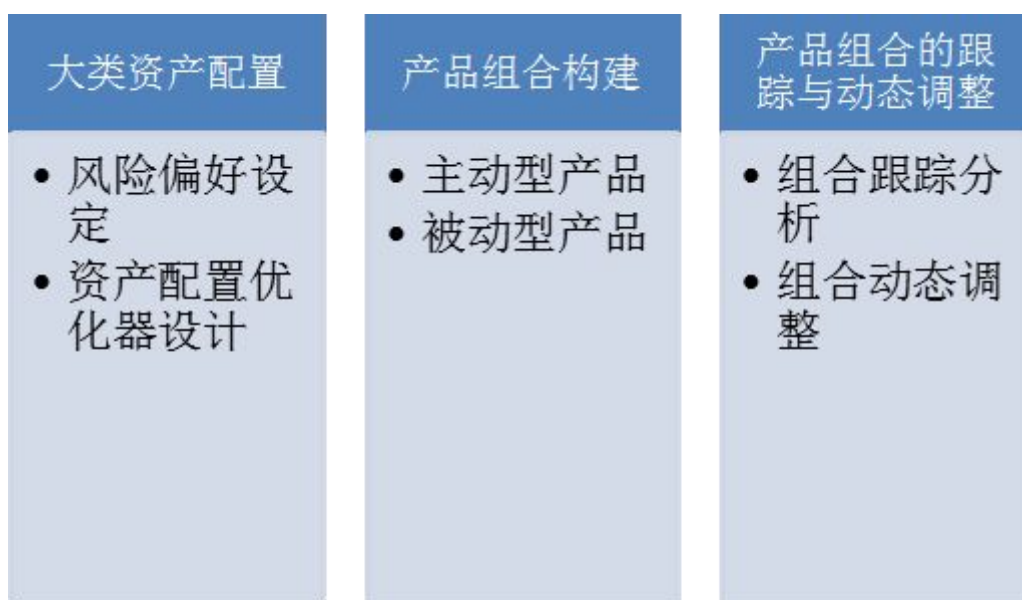 大类资产配置
• 风险偏好设
定
• 资产配置优
化器设计
产品组合构建
• 主动型产品
• 被动型产品
产品组合的跟
踪与动态调整
• 组合跟踪分
析
• 组合动态调
整